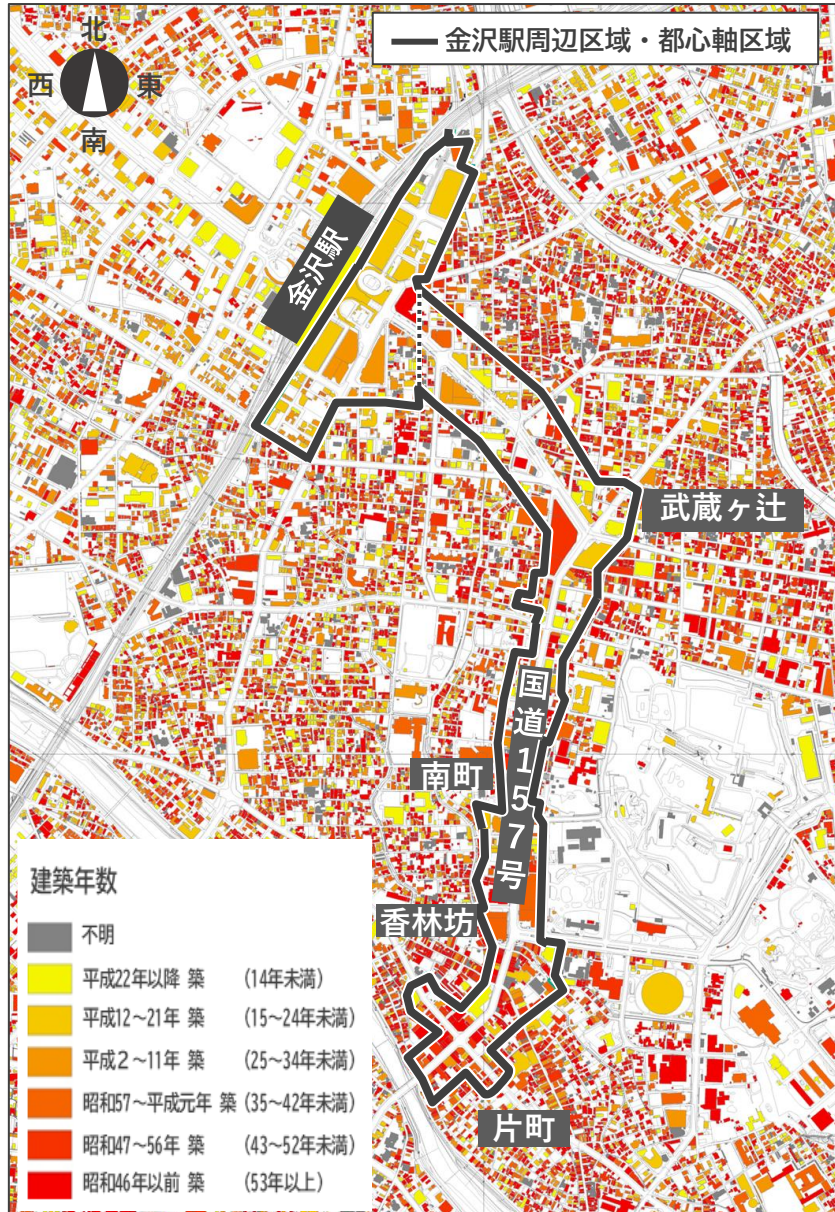 北
西 東
南
金沢駅周辺区域・都心軸区域
金沢駅
武蔵ヶ辻
国道157号
南町
香林坊
片町
建築年数
不明
平成22年以降 築 (14年未満)
平成12～21年 築 (15～24年未満)
平成2～11年 築 (25～34年未満)
昭和57～平成元年 築 (35～42年未満)
昭和47～56年 築 (43～52年未満)
昭和46年以前 築 (53年以上)